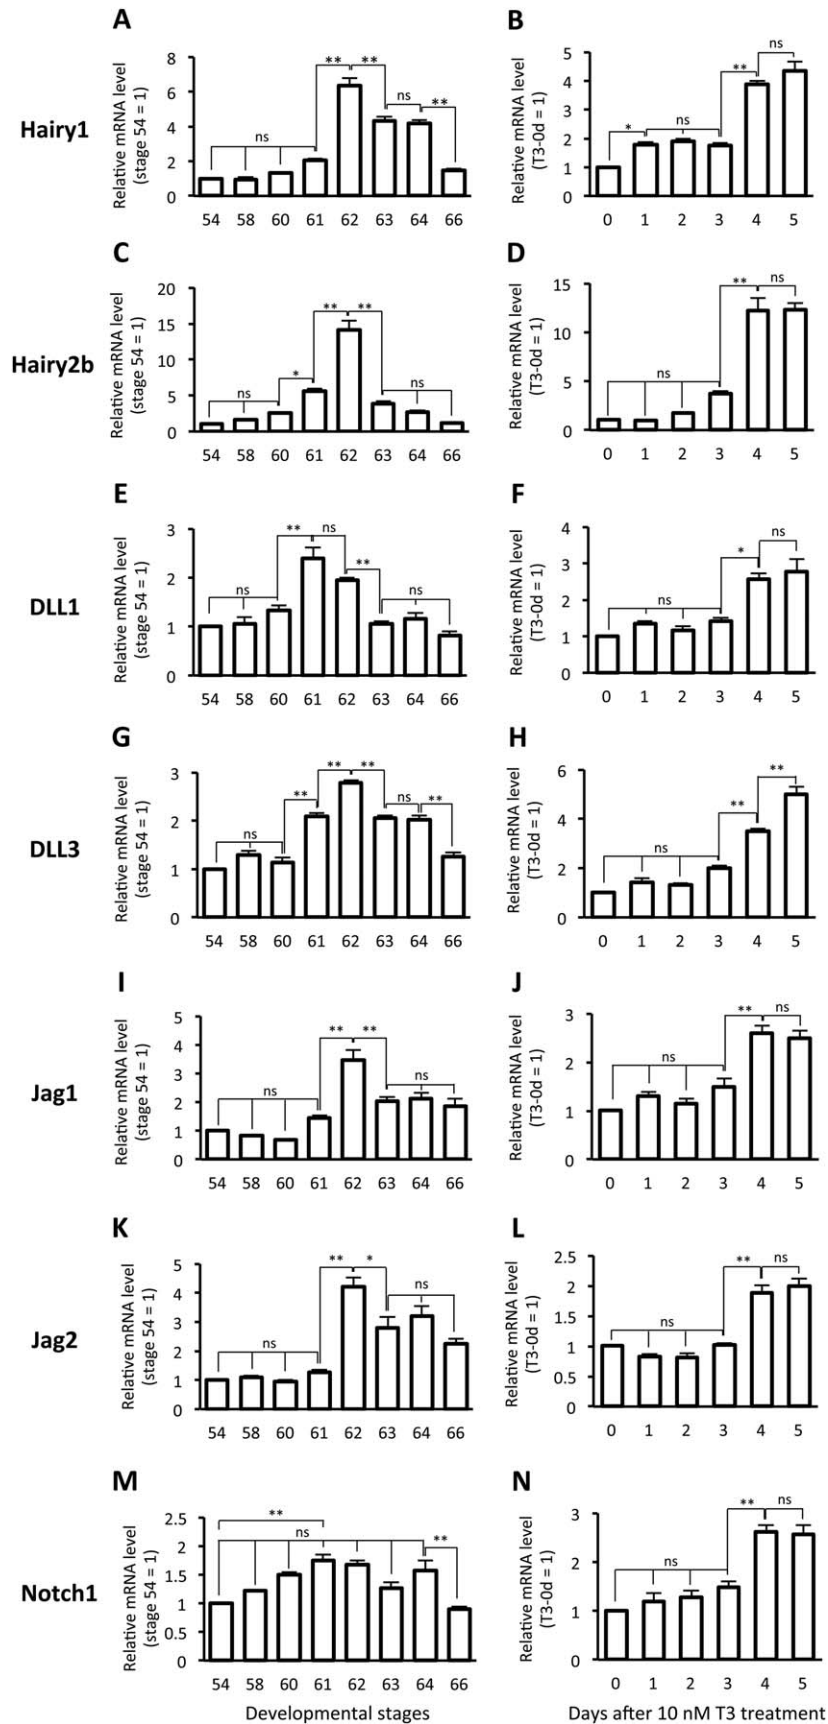 A
B
Hairy1
Relative mRNA level
(stage 54 = 1)
8
6
4
2
0
** **
ns
ns
**
54 58 60 61 62 63 64 66
Relative mRNA level
(T3-0d = 1)
5
4
3
2
1
0
*
ns
**
ns
0 1 2 3 4 5
C
D
Hairy2b
Relative mRNA level
(stage 54 = 1)
20
15
10
5
0
ns
*
** **
ns
54 58 60 61 62 63 64 66
Relative mRNA level
(T3-0d = 1)
15
10
5
0
ns
**
ns
0 1 2 3 4 5
E
F
DLL1
Relative mRNA level
(stage 54 = 1)
3
2
1
0
ns
**
ns
**
ns
54 58 60 61 62 63 64 66
Relative mRNA level
(T3-0d = 1)
4
3
2
1
0
ns
*
ns
0 1 2 3 4 5
G
H
DLL3
Relative mRNA level
(stage 54 = 1)
3
2
1
0
ns
**
** **
ns
**
54 58 60 61 62 63 64 66
Relative mRNA level
(T3-0d = 1)
6
4
2
0
ns
**
**
0 1 2 3 4 5
I
J
Jag1
Relative mRNA level
(stage 54 = 1)
5
4
3
2
1
0
ns
** **
ns
54 58 60 61 62 63 64 66
Relative mRNA level
(T3-0d = 1)
3
2
1
0
ns
**
ns
0 1 2 3 4 5
K
L
Jag2
Relative mRNA level
(stage 54 = 1)
5
4
3
2
1
0
ns
** *
ns
54 58 60 61 62 63 64 66
Relative mRNA level
(T3-0d = 1)
2.5
2
1.5
1
0.5
0
ns
**
ns
0 1 2 3 4 5
M
N
Notch1
Relative mRNA level
(stage 54 = 1)
2.5
2
1.5
1
0.5
0
**
ns
**
54 58 60 61 62 63 64 66
Developmental stages
Relative mRNA level
(T3-0d = 1)
3
2
1
0
ns
**
ns
0 1 2 3 4 5
Days after 10 nM T3 treatment